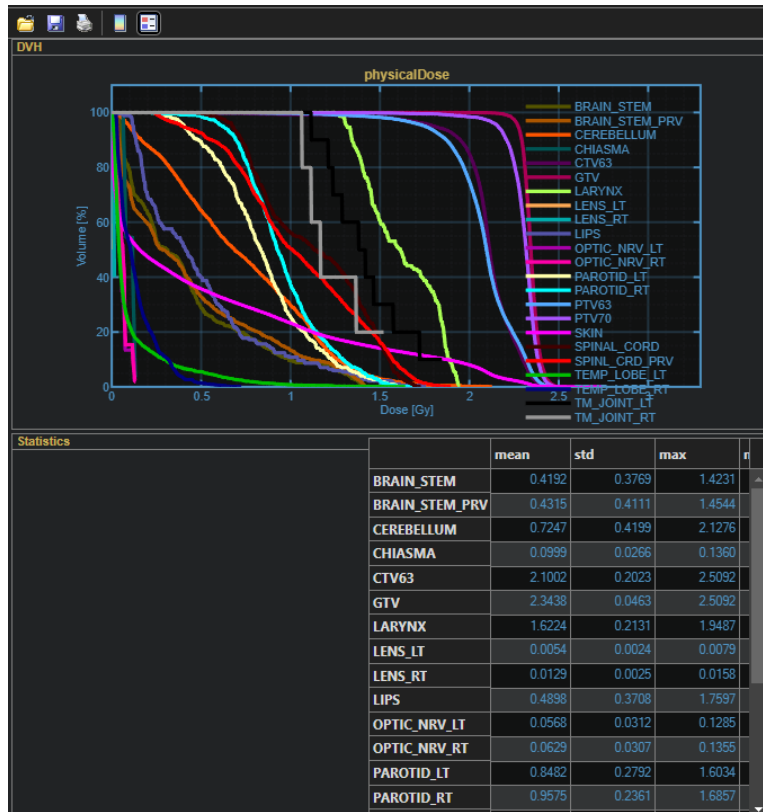 DVH
physicalDose
Volume [%]
100
80
60
40
20
0
0
0.5
1
1.5
2
2.5
3
Dose [Gy]
BRAIN_STEM
BRAIN_STEM_PRV
CEREBELLUM
CHIASMA
CTV63
GTV
LARYNX
LENS_LT
LENS_RT
LIPS
OPTIC_NRV_LT
OPTIC_NRV_RT
PAROTID_LT
PAROTID_RT
PTV63
PTV70
SKIN
SPINAL_CORD
SPINL_CRD_PRV
TEMP_LOBE_LT
TEMP_LOBE_RT
TM_JOINT_LT
TM_JOINT_RT
Statistics
mean std max
BRAIN_STEM 0.4192 0.3769 1.4231
BRAIN_STEM_PRV 0.4315 0.4111 1.4544
CEREBELLUM 0.7247 0.4199 2.1276
CHIASMA 0.0999 0.0266 0.1360
CTV63 2.1002 0.2023 2.5092
GTV 2.3438 0.0463 2.5092
LARYNX 1.6224 0.2131 1.9487
LENS_LT 0.0054 0.0024 0.0079
LENS_RT 0.0129 0.0025 0.0158
LIPS 0.4898 0.3708 1.7597
OPTIC_NRV_LT 0.0568 0.0312 0.1285
OPTIC_NRV_RT 0.0629 0.0307 0.1355
PAROTID_LT 0.8482 0.2792 1.6034
PAROTID_RT 0.9575 0.2361 1.6857